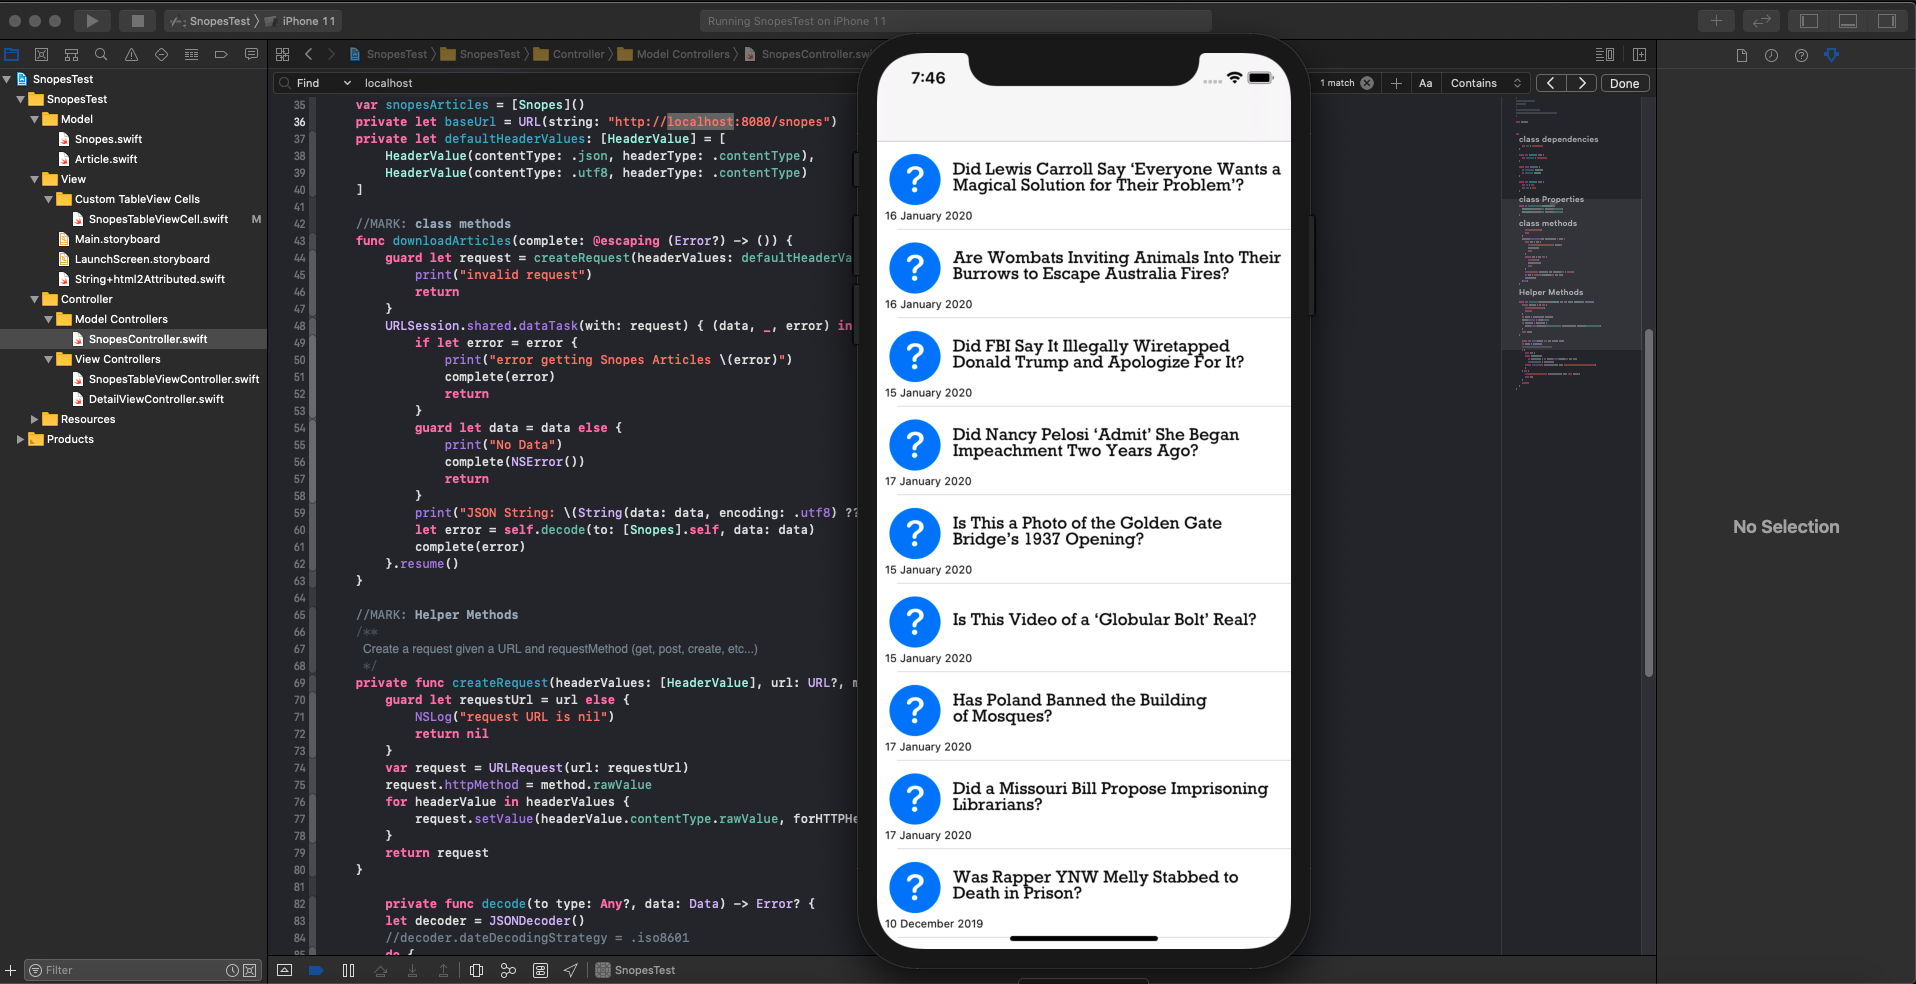 SnopesTest
iPhone 11
Running SnopesTest on iPhone 11
SnopesTest
SnopesTest
Controller
Model Controllers
SnopesController.swi
Find
localhost
1 match
Aa
Contains
Done
SnopesTest
SnopesTest
Model
Snopes.swift
Article.swift
View
Custom TableView Cells
SnopesTableViewCell.swift M
Main.storyboard
LaunchScreen.storyboard
String+html2Attributed.swift
Controller
Model Controllers
SnopesController.swift
View Controllers
SnopesTableViewController.swift
DetailViewController.swift
Resources
Products
Filter
35 var snopesArticles = [Snopes]()
36 private let baseUrl = URL(string: "http://localhost:8080/snopes")
37 private let defaultHeaderValues: [HeaderValue] = [
38 HeaderValue(contentType: .json, headerType: .contentType),
39 HeaderValue(contentType: .utf8, headerType: .contentType)
40 ]
41
42 //MARK: class methods
43 func downloadArticles(complete: @escaping (Error?) -> ()) {
44 guard let request = createRequest(headerValues: defaultHeaderVa
45 print("invalid request")
46 return
47 }
48 URLSession.shared.dataTask(with: request) { (data, _, error) in
49 if let error = error {
50 print("error getting Snopes Articles \(error)")
51 complete(error)
52 return
53 }
54 guard let data = data else {
55 print("No Data")
56 complete(NSError())
57 return
58 }
59 print("JSON String: \(String(data: data, encoding: .utf8) ??
60 let error = self.decode(to: [Snopes].self, data: data)
61 complete(error)
62 }.resume()
63 }
64
65 //MARK: Helper Methods
66 /**
67 Create a request given a URL and requestMethod (get, post, create, etc...)
68 */
69 private func createRequest(headerValues: [HeaderValue], url: URL?, m
70 guard let requestUrl = url else {
71 NSLog("request URL is nil")
72 return nil
73 }
74 var request = URLRequest(url: requestUrl)
75 request.httpMethod = method.rawValue
76 for headerValue in headerValues {
77 request.setValue(headerValue.contentType.rawValue, forHTTPHe
78 }
79 return request
80 }
81
82 private func decode(to type: Any?, data: Data) -> Error? {
83 let decoder = JSONDecoder()
84 //decoder.dateDecodingStrategy = .iso8601
85 do {
SnopesTest
7:46
Did Lewis Carroll Say ‘Everyone Wants a
Magical Solution for Their Problem’?
16 January 2020
Are Wombats Inviting Animals Into Their
Burrows to Escape Australia Fires?
16 January 2020
Did FBI Say It Illegally Wiretapped
Donald Trump and Apologize For It?
15 January 2020
Did Nancy Pelosi ‘Admit’ She Began
Impeachment Two Years Ago?
17 January 2020
Is This a Photo of the Golden Gate
Bridge’s 1937 Opening?
15 January 2020
Is This Video of a ‘Globular Bolt’ Real?
15 January 2020
Has Poland Banned the Building
of Mosques?
17 January 2020
Did a Missouri Bill Propose Imprisoning
Librarians?
17 January 2020
Was Rapper YNW Melly Stabbed to
Death in Prison?
10 December 2019
class dependencies
class Properties
class methods
Helper Methods
No Selection